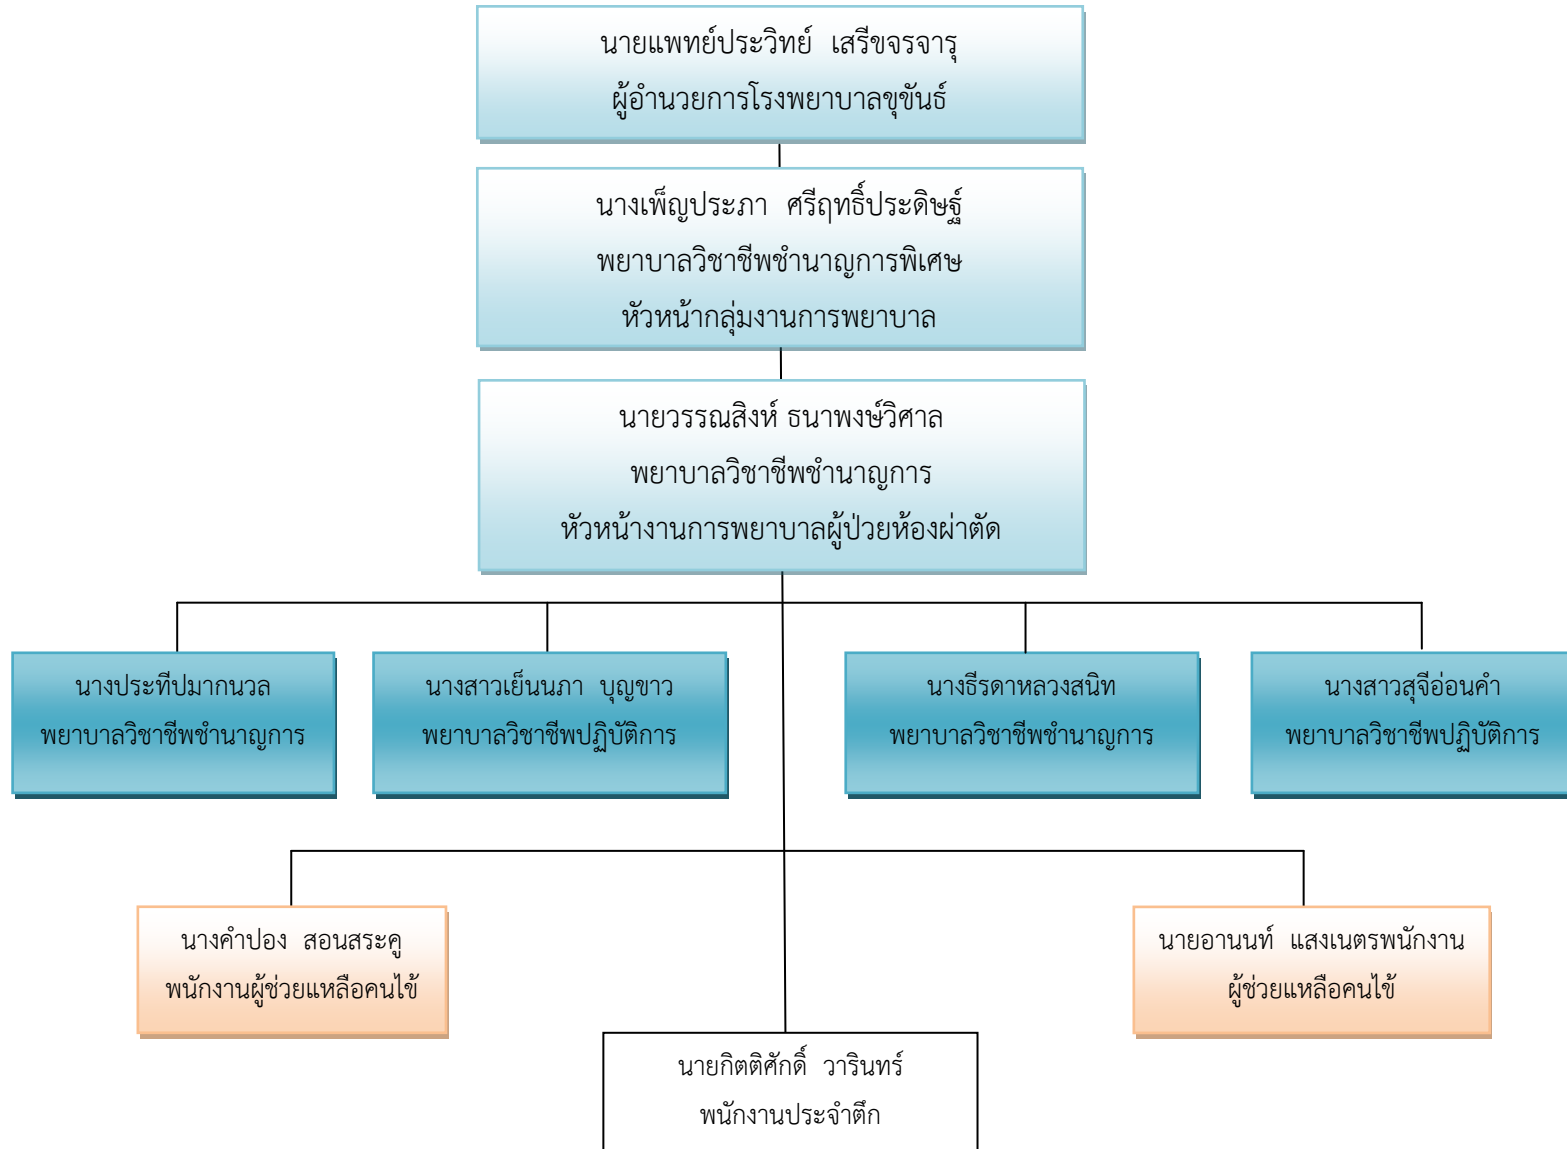 นายแพทย์ประวิทย์  เสรีขจรจารุ
ผู้อำนวยการโรงพยาบาลขุขันธ์
นางเพ็ญประภา  ศรีฤทธิ์ประดิษฐ์
พยาบาลวิชาชีพชำนาญการพิเศษ
หัวหน้ากลุ่มงานการพยาบาล
นายวรรณสิงห์ ธนาพงษ์วิศาล
พยาบาลวิชาชีพชำนาญการ
หัวหน้างานการพยาบาลผู้ป่วยห้องผ่าตัด
นางประทีปมากนวล
พยาบาลวิชาชีพชำนาญการ
นางสาวเย็นนภา  บุญขาว
พยาบาลวิชาชีพปฏิบัติการ
นางธีรดาหลวงสนิท
พยาบาลวิชาชีพชำนาญการ
นางสาวสุจีอ่อนคำ
พยาบาลวิชาชีพปฏิบัติการ
นางคำปอง  สอนสระคู
พนักงานผู้ช่วยแหลือคนไข้
นายอานนท์  แสงเนตรพนักงาน
ผู้ช่วยแหลือคนไข้
นายกิตติศักดิ์  วารินทร์
พนักงานประจำตึก